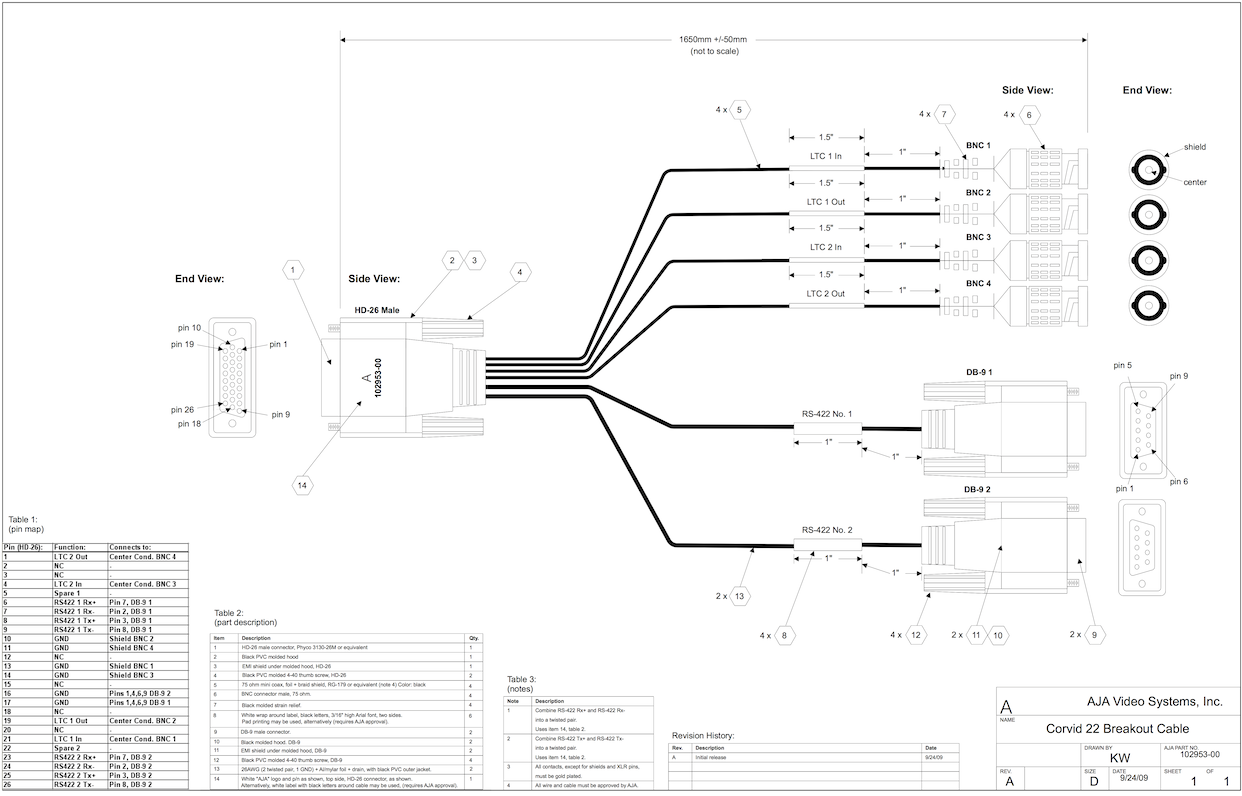 1650mm +/-50mm
(not to scale)
Side View:
End View:
4 x
5
4 x
7
4 x
6
1.5"
LTC 1 In
1"
BNC 1
shield
center
1.5"
LTC 1 Out
1"
BNC 2
1.5"
LTC 2 In
1"
BNC 3
1.5"
LTC 2 Out
1"
BNC 4
End View:
1
Side View:
2
3
4
HD-26 Male
pin 10
pin 19
pin 1
pin 26
pin 18
pin 9
A
102953-00
14
DB-9 1
RS-422 No. 1
1"
1"
pin 5
pin 9
pin 1
pin 6
DB-9 2
RS-422 No. 2
1"
1"
2 x
13
4 x
8
4 x
12
2 x
11
10
2 x
9
Table 1:
(pin map)
Pin (HD-26): Function: Connects to:
1 LTC 2 Out Center Cond. BNC 4
2 NC -
3 NC -
4 LTC 2 In Center Cond. BNC 3
5 Spare 1 -
6 RS422 1 Rx+ Pin 7, DB-9 1
7 RS422 1 Rx- Pin 2, DB-9 1
8 RS422 1 Tx+ Pin 3, DB-9 1
9 RS422 1 Tx- Pin 8, DB-9 1
10 GND Shield BNC 2
11 GND Shield BNC 4
12 NC -
13 GND Shield BNC 1
14 GND Shield BNC 3
15 NC -
16 GND Pins 1,4,6,9 DB-9 2
17 GND Pins 1,4,6,9 DB-9 1
18 NC -
19 LTC 1 Out Center Cond. BNC 2
20 NC -
21 LTC 1 In Center Cond. BNC 1
22 Spare 2 -
23 RS422 2 Rx+ Pin 7, DB-9 2
24 RS422 2 Rx- Pin 2, DB-9 2
25 RS422 2 Tx+ Pin 3, DB-9 2
26 RS422 2 Tx- Pin 8, DB-9 2
Table 2:
(part description)
Item Description Qty.
1 HD-26 male connector, Phyco 3130-26M or equivalent 1
2 Black PVC molded hood 1
3 EMI shield under molded hood, HD-26 1
4 Black PVC molded 4-40 thumb screw, HD-26 2
5 75 ohm mini coax, foil + braid shield, RG-179 or equivalent (note 4) Color: black 4
6 BNC connector male, 75 ohm. 4
7 Black molded strain relief. 4
8 White wrap around label, black letters, 3/16" high Arial font, two sides. 6
Pad printing may be used, alternatively (requires AJA approval).
9 DB-9 male connector. 2
10 Black molded hood: DB-9 2
11 EMI shield under molded hood, DB-9 2
12 Black PVC molded 4-40 thumb screw, DB-9 4
13 26AWG (2 twisted pair, 1 GND) + Al/mylar foil + drain, with black PVC outer jacket. 2
14 White "AJA" logo and p/n as shown, top side, HD-26 connector, as shown. 1
Alternatively, white label with black letters around cable may be used, (requires AJA approval).
Table 3:
(notes)
Note Description
1 Combine RS-422 Rx+ and RS-422 Rx-
into a twisted pair.
Uses item 14, table 2.
2 Combine RS-422 Tx+ and RS-422 Tx-
into a twisted pair.
Uses item 14, table 2.
3 All contacts, except for shields and XLR pins,
must be gold plated.
4 All wire and cable must be approved by AJA.
Revision History:
Rev. Description Date
A Initial release 9/24/09
A
AJA Video Systems, Inc.
NAME
Corvid 22 Breakout Cable
DRAWN BY
KW
AJA PART NO.
102953-00
REV.
A
SIZE
D
DATE
9/24/09
SHEET
1
OF
1